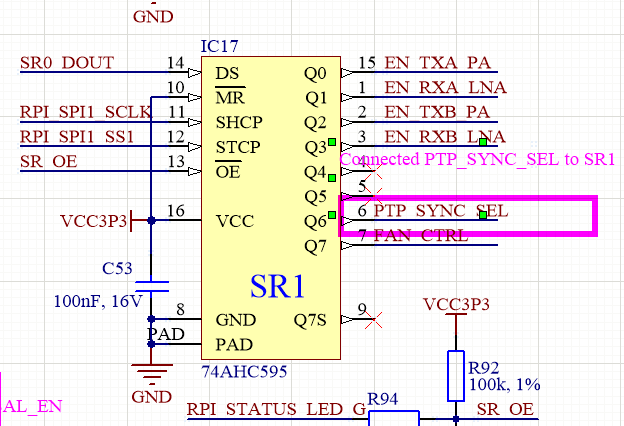 GND
IC17
SR0_DOUT 14 DS Q0 15 EN_TXA_PA
10 MR Q1 1 EN_RXA_LNA
RPI_SPI1_SCLK 11 SHCP Q2 2 EN_TXB_PA
RPI_SPI1_SS1 12 STCP Q3 3 EN_RXB_LNA
Connected PTP_SYNC_SEL to SR1
SR_OE 13 OE Q4 4
Q5 5
VCC3P3 16 VCC Q6 6 PTP_SYNC_SEL
Q7 7 FAN_CTRL
C53
100nF, 16V
SR1
8 GND Q7S 9
PAD PAD
VCC3P3
74AHC595
R92
100k, 1%
GND
AL_EN
R94
RPI_STATUS_LED_G SR_OE